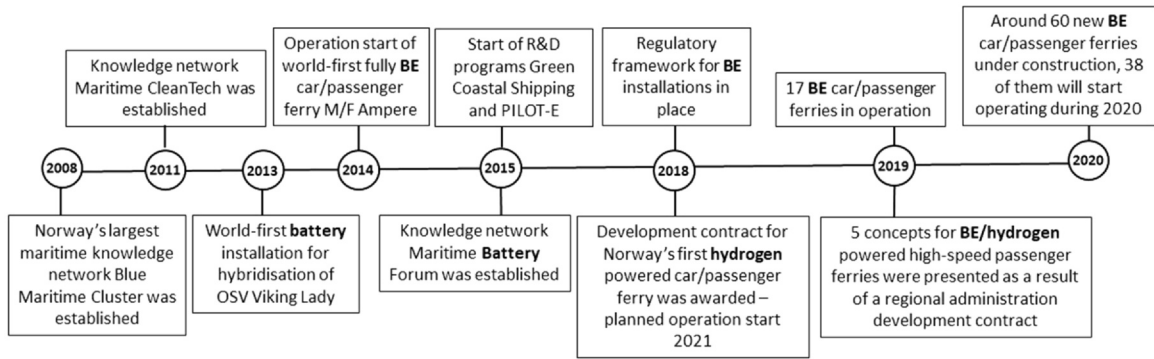 Knowledge network
Maritime CleanTech was
established
Operation start of
world-first fully BE
car/passenger
ferry M/F Ampere
Start of R&D
programs Green
Coastal Shipping
and PILOT-E
Regulatory
framework for BE
installations in
place
17 BE car/passenger
ferries in operation
Around 60 new BE
car/passenger ferries
under construction, 38
of them will start
operating during 2020
2008
2011
2013
2014
2015
2018
2019
2020
Norway's largest
maritime knowledge
network Blue
Maritime Cluster was
established
World-first battery
installation for
hybridisation of
OSV Viking Lady
Knowledge network
Maritime Battery
Forum was established
Development contract for
Norway's first hydrogen
powered car/passenger
ferry was awarded –
planned operation start
2021
5 concepts for BE/hydrogen
powered high-speed passenger
ferries were presented as a result
of a regional administration
development contract